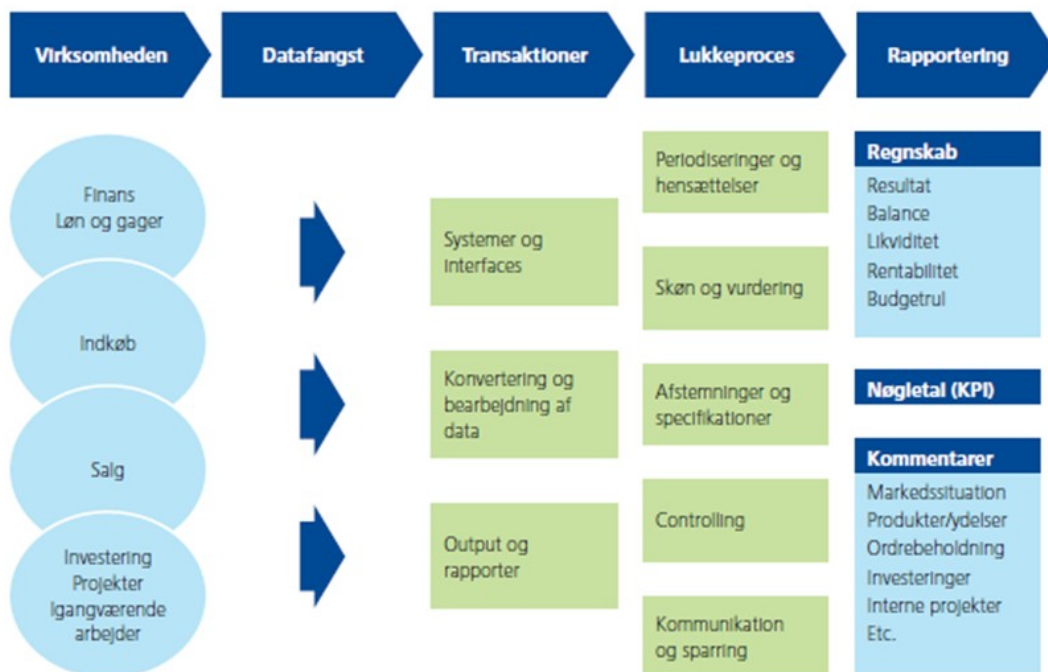 Virksomheden
Datafangst
Transaktioner
Lukkeproces
Rapportering
Finans
Løn og gager
Indkøb
Salg
Investering
Projekter
Igangværende
arbejder
Systemer og
interfaces
Konvertering og
bearbejdning af
data
Output og
rapporter
Periodiseringer og
hensættelser
Skøn og vurdering
Afstemninger og
specifikationer
Controlling
Kommunikation
og sparring
Regnskab
Resultat
Balance
Likviditet
Rentabilitet
Budgetrul
Nøgletal (KPI)
Kommentarer
Markedssituation
Produkter/ydelser
Ordrebeholdning
Investeringer
Interne projekter
Etc.